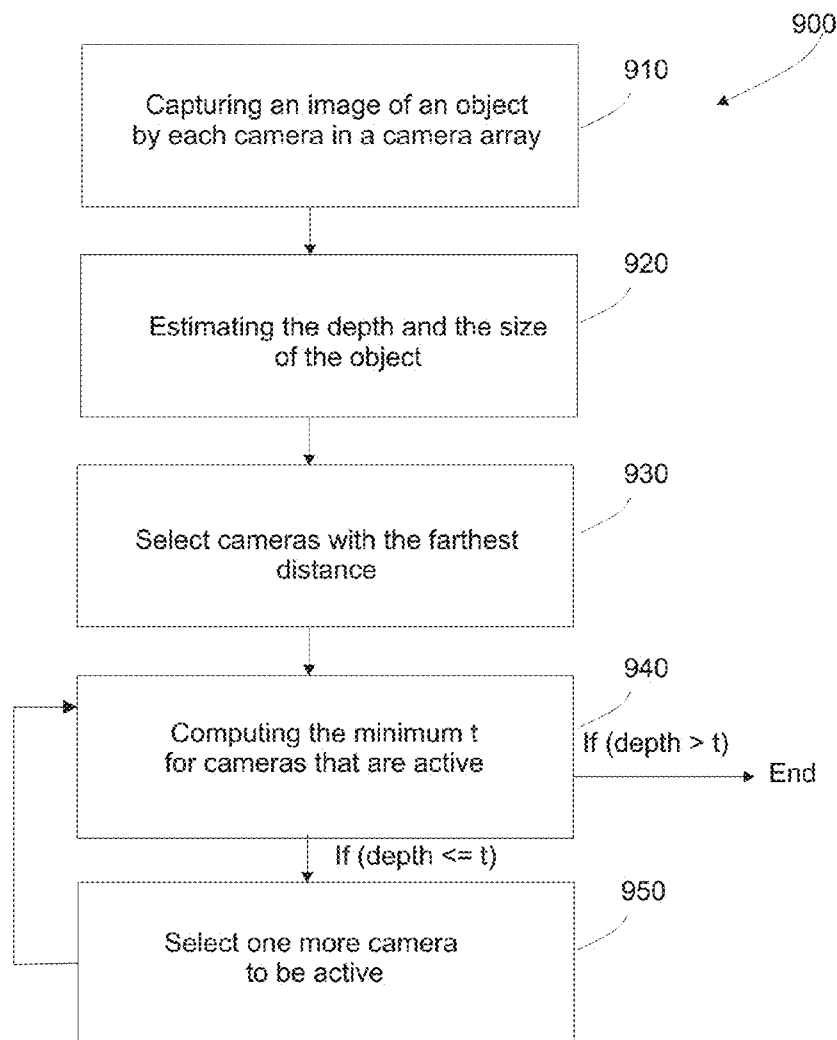 900
910
Capturing an image of an object
by each camera in a camera array
920
Estimating the depth and the size
of the object
930
Select cameras with the farthest
distance
940
Computing the minimum t
for cameras that are active
If (depth > t)
End
If (depth <= t)
950
Select one more camera
to be active